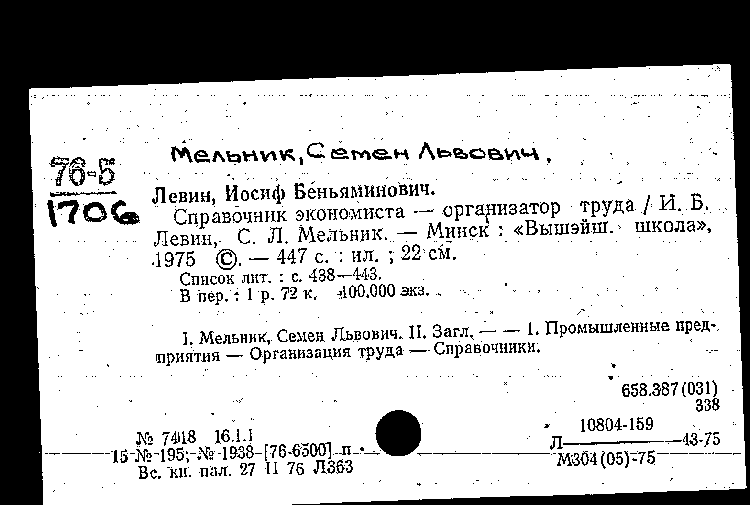 Мельник, Семен Львович,
76-5
1706
Левин, Иосиф Беньяминович.
Справочник экономиста — организатор труда / И. Б.
Левин, С. Л. Мельник. — Минск : «Вышэйш. школа»,
1975 ©. — 447 с. : ил. ; 22 см.
Список лит. : с. 438—443.
В пер. : 1 р. 72 к. 100.000 экз.
I. Мельник, Семен Львович. II. Загл. — — 1. Промышленные пред-
приятия — Организация труда — Справочники.
658.387(031)
338
№ 7418 16.1.1
10804-159
15 № 195; № 1938 [76-6500] п
Л 43-75
М304(05)-75
Вс. кн. пал. 27 II 76 Л363